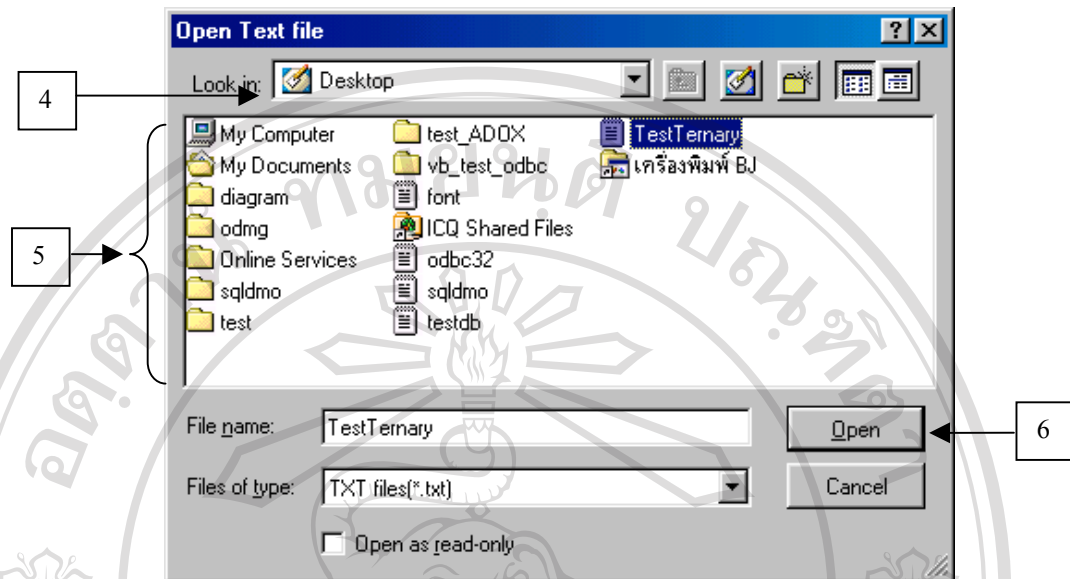 Open Text file
4
Look in: Desktop
My Computer test_ADOX TestTernary
My Documents vb_test_odbc เครื่องพิมพ์ BJ
diagram font
odmg ICQ Shared Files
5
Online Services odbc32
sqldmo sqldmo
test testdb
File name: TestTernary Open
6
Files of type: TXT files(*.txt) Cancel
Open as read-only